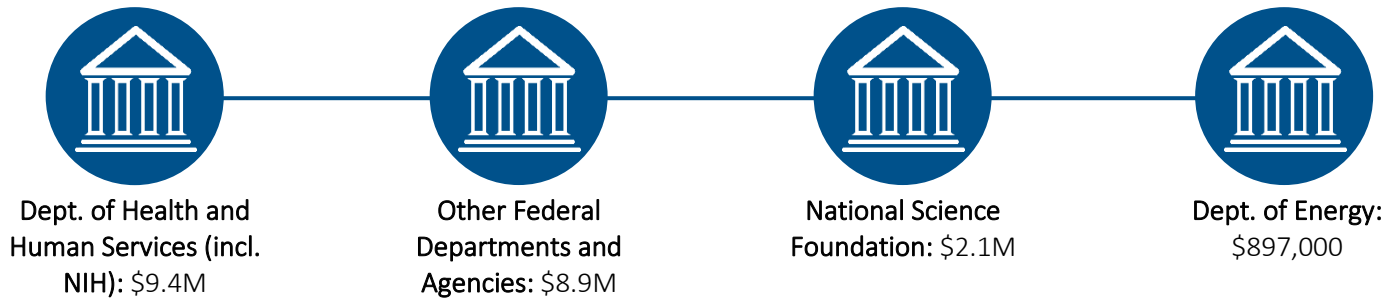 Dept. of Health and
Human Services (incl.
NIH): $9.4M
Other Federal
Departments and
Agencies: $8.9M
National Science
Foundation: $2.1M
Dept. of Energy:
$897,000